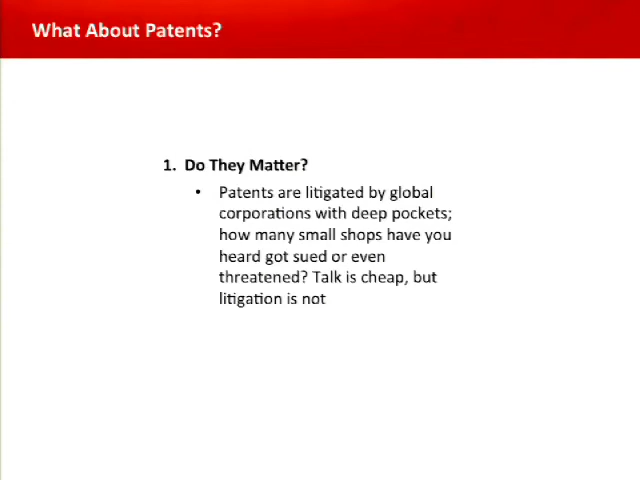 What About Patents?
1. Do They Matter?
• Patents are litigated by global
corporations with deep pockets;
how many small shops have you
heard got sued or even
threatened? Talk is cheap, but
litigation is not